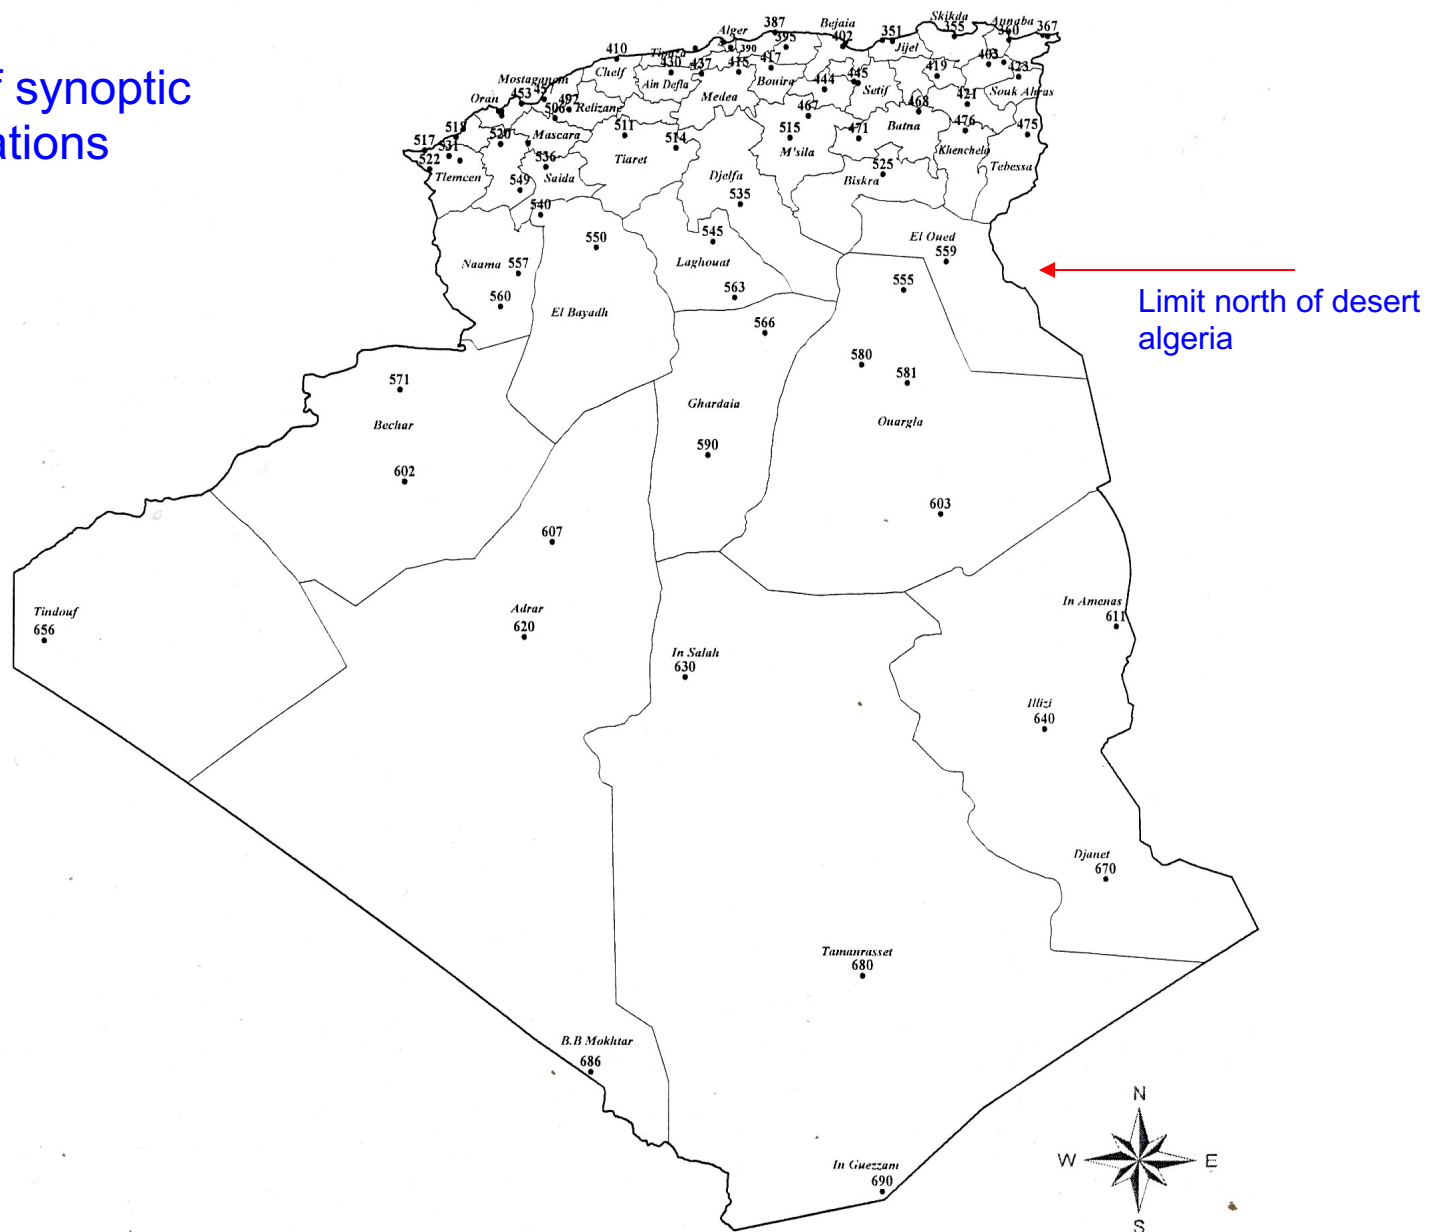 f synoptic
ations
387
Bejaia
Skikda
Annaba
Alger
402
351
355
360
367
410
Tipaza
390
395
Jijel
Chelf
430
437
415
417
Bouira
444
445
419
403
423
Mostaganem
Ain Defla
Medea
Setif
Souk Ahras
Oran
453
457
492
Relizane
467
468
421
506
511
515
471
Batna
476
475
517
518
520
Mascara
514
M'sila
Khenchela
522
531
536
Tiaret
525
Tebessa
Tlemcen
549
Saida
Djelfa
Biskra
540
535
550
545
El Oued
559
Naama
557
Laghouat
555
560
563
El Bayadh
566
Limit north of desert
algeria
571
580
581
Bechar
Ghardaia
Ouargla
602
590
603
607
Tindouf
656
Adrar
620
In Amenas
611
In Salah
630
Illizi
640
Djanet
670
Tamanrasset
680
B.B Mokhtar
686
In Guezzam
690
N
W
E
S